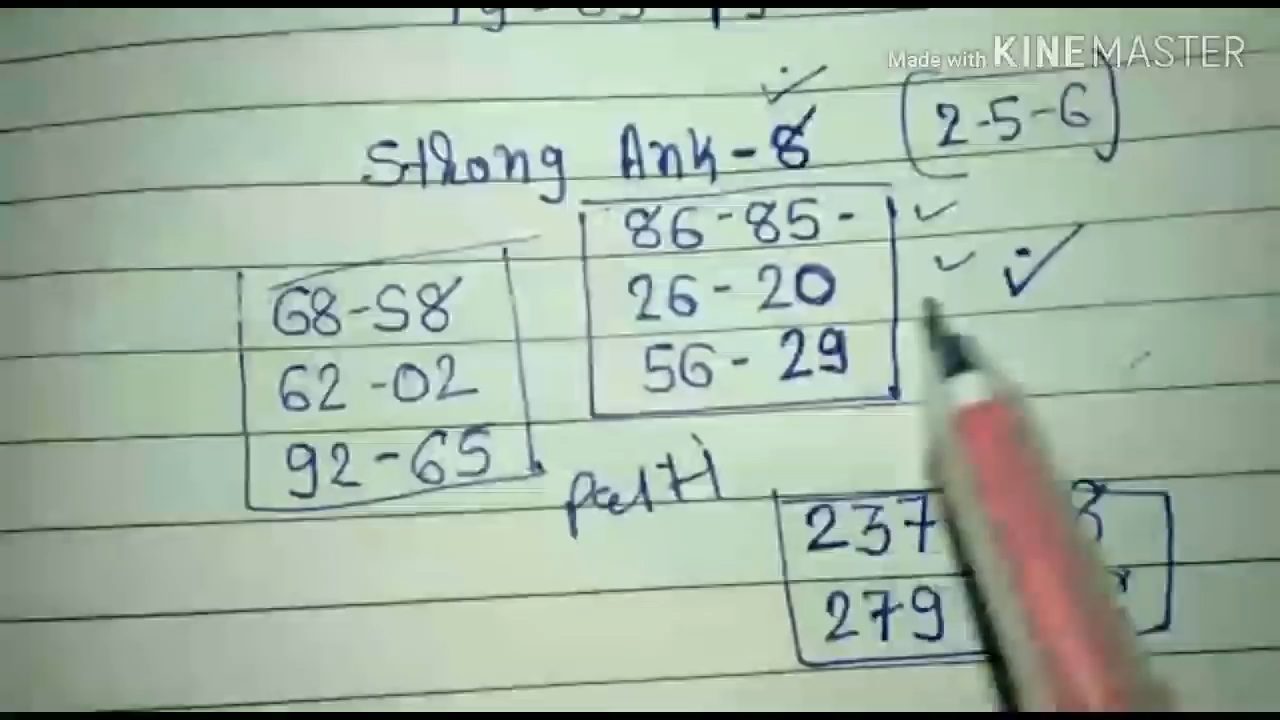 Made with KINEMASTER
Strong Ank - 8 (2-5-6)
86 - 85 -
26 - 20
56 - 29
68 - 58
62 - 02
92 - 65
237
279